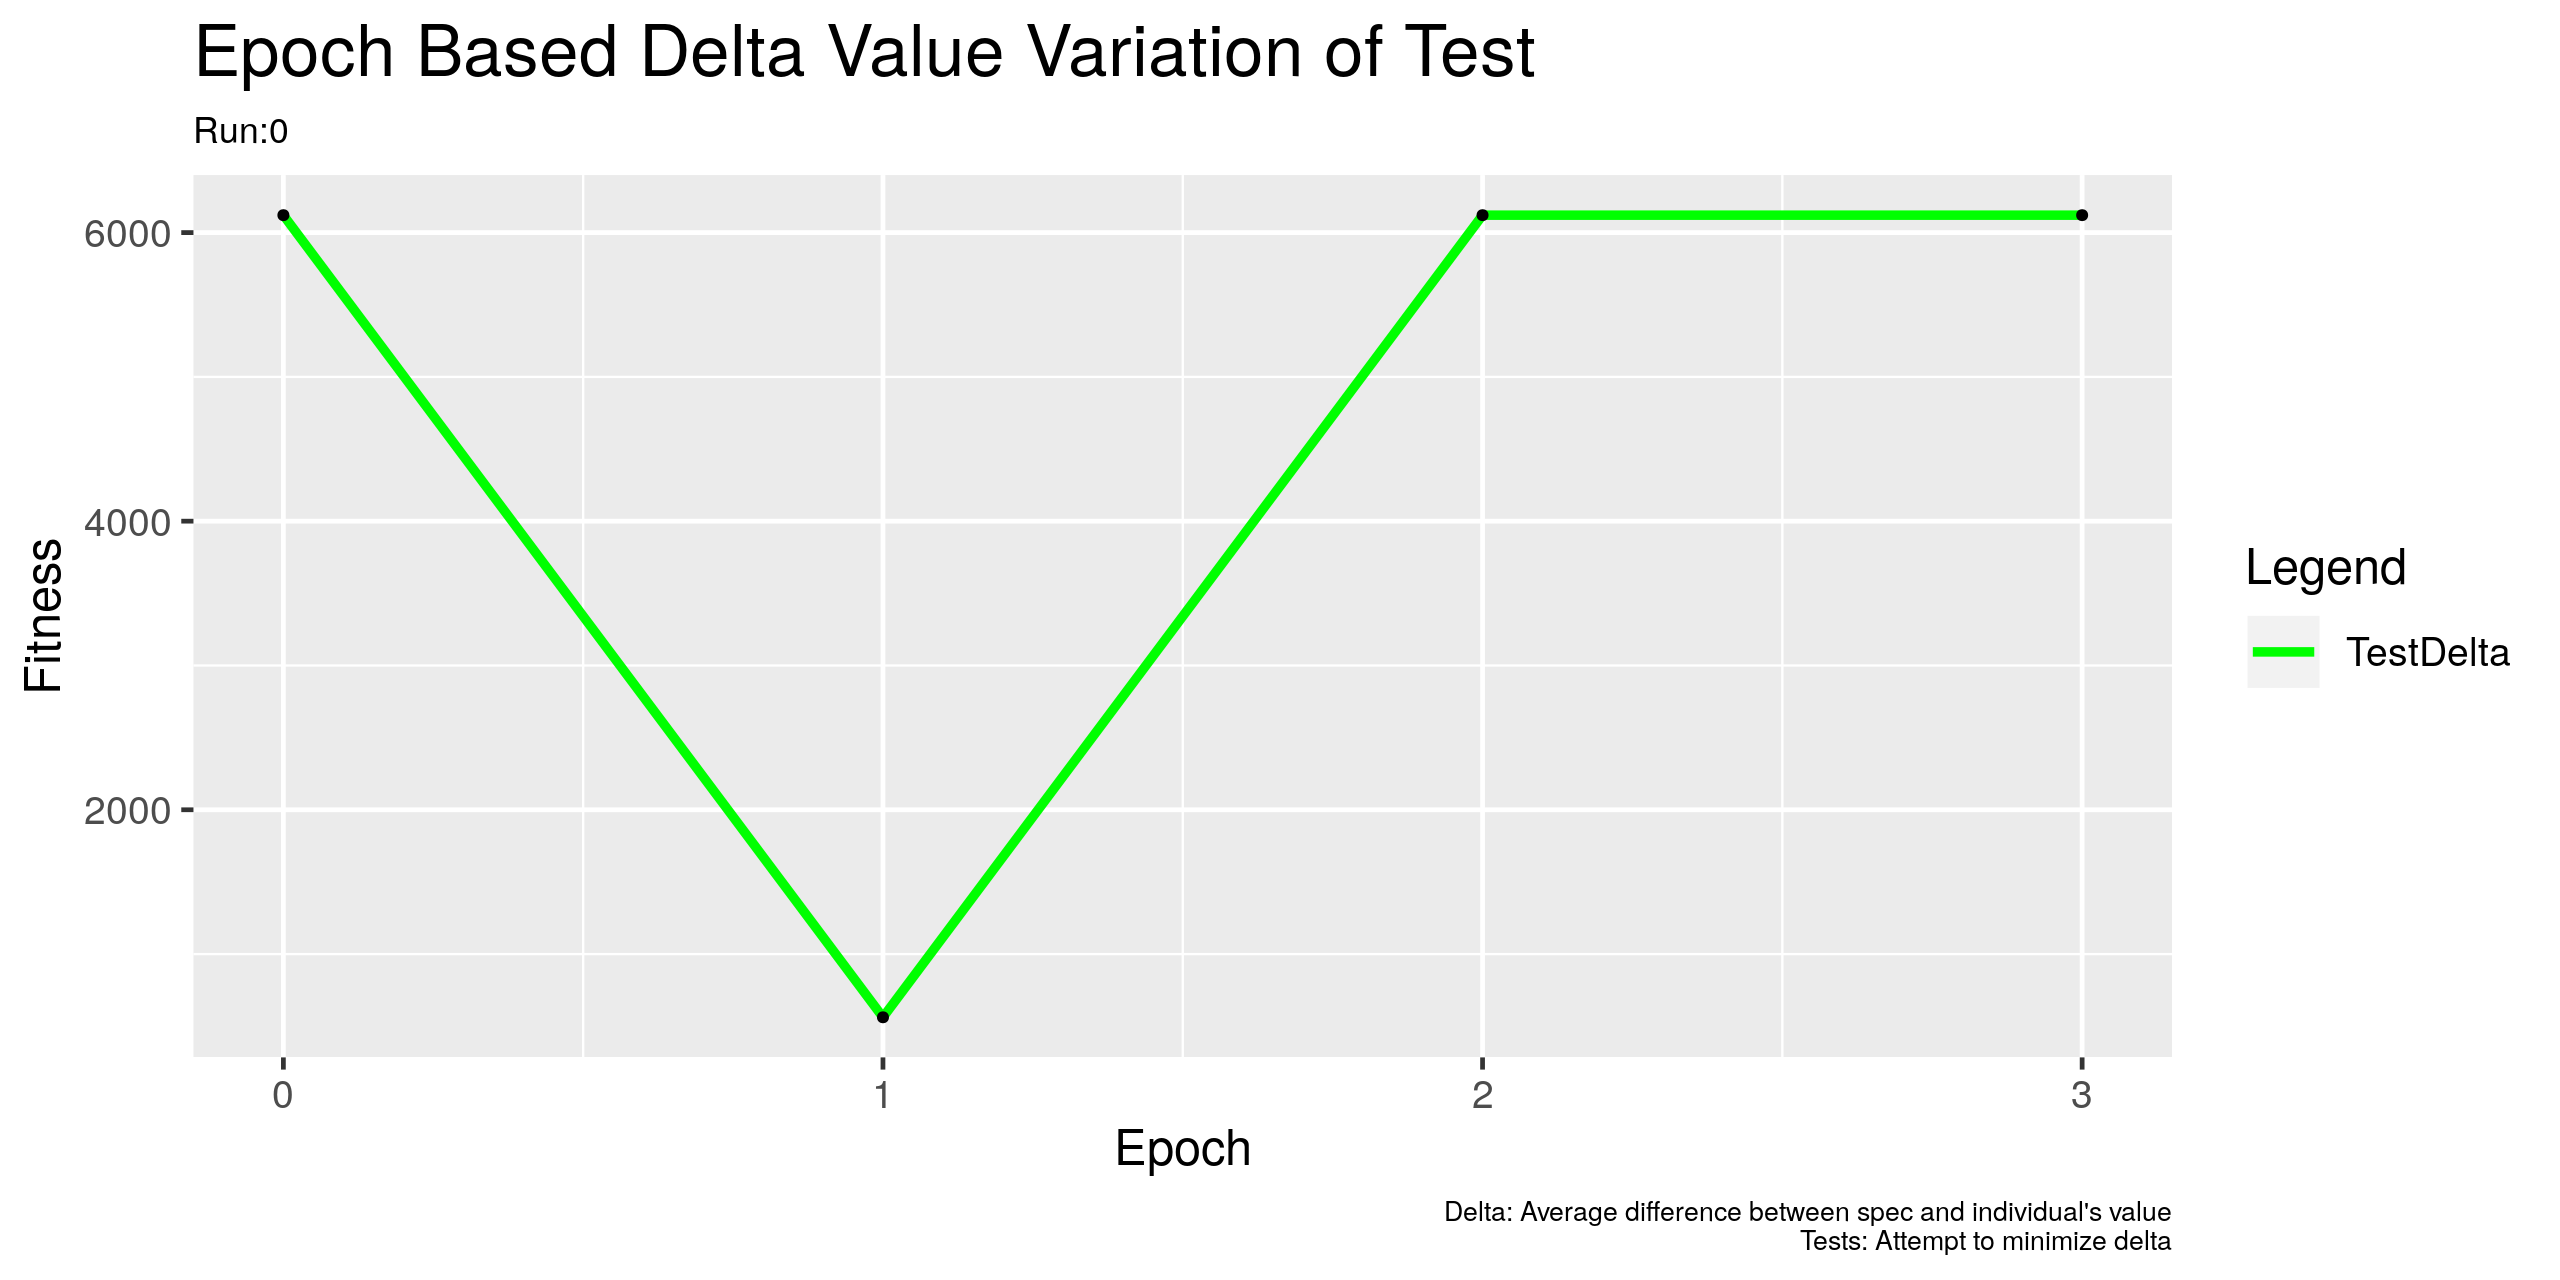 Epoch Based Delta Value Variation of Test
Run:0
6000
4000
2000
Fitness
0
1
2
3
Epoch
Legend
TestDelta
Delta: Average difference between spec and individual's value
Tests: Attempt to minimize delta